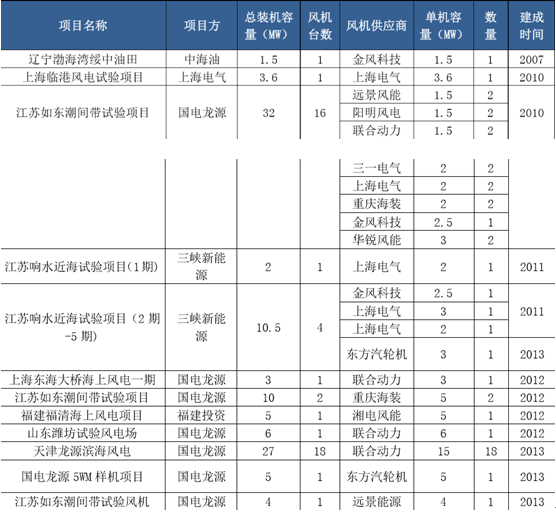 项目名称 项目方 总装机容量（MW） 风机台数 风机供应商 单机容量（MW） 数量 建成时间
辽宁渤海湾绥中油田 中海油 1.5 1 金风科技 1.5 1 2007
上海临港风电试验项目 上海电气 3.6 1 上海电气 3.6 1 2010
江苏如东潮间带试验项目 国电龙源 32 16 远景风能 1.5 2 2010
阳明风电 1.5 2
联合动力 1.5 2
三一电气 2 2
上海电气 2 2
重庆海装 2 2
金风科技 2.5 1
华锐风能 3 2
江苏响水近海试验项目(1期) 三峡新能源 2 1 上海电气 2 1 2011
江苏响水近海试验项目（2期-5期) 三峡新能源 10.5 4 金风科技 2.5 1 2011
上海电气 3 1
上海电气 2 1
东方汽轮机 3 1 2013
上海东海大桥海上风电一期 国电龙源 3 1 联合动力 3 1 2012
江苏如东潮间带试验项目 国电龙源 10 2 重庆海装 5 2 2012
福建福清海上风电项目 福建投资 5 1 湘电风能 5 1 2012
山东潍坊试验风电场 国电龙源 6 1 联合动力 6 1 2012
天津龙源滨海风电 国电龙源 27 18 联合动力 15 18 2013
国电龙源5WM样机项目 国电龙源 5 1 东方汽轮机 5 1 2013
江苏如东潮间带试验风机 国电龙源 4 1 远景能源 4 1 2013